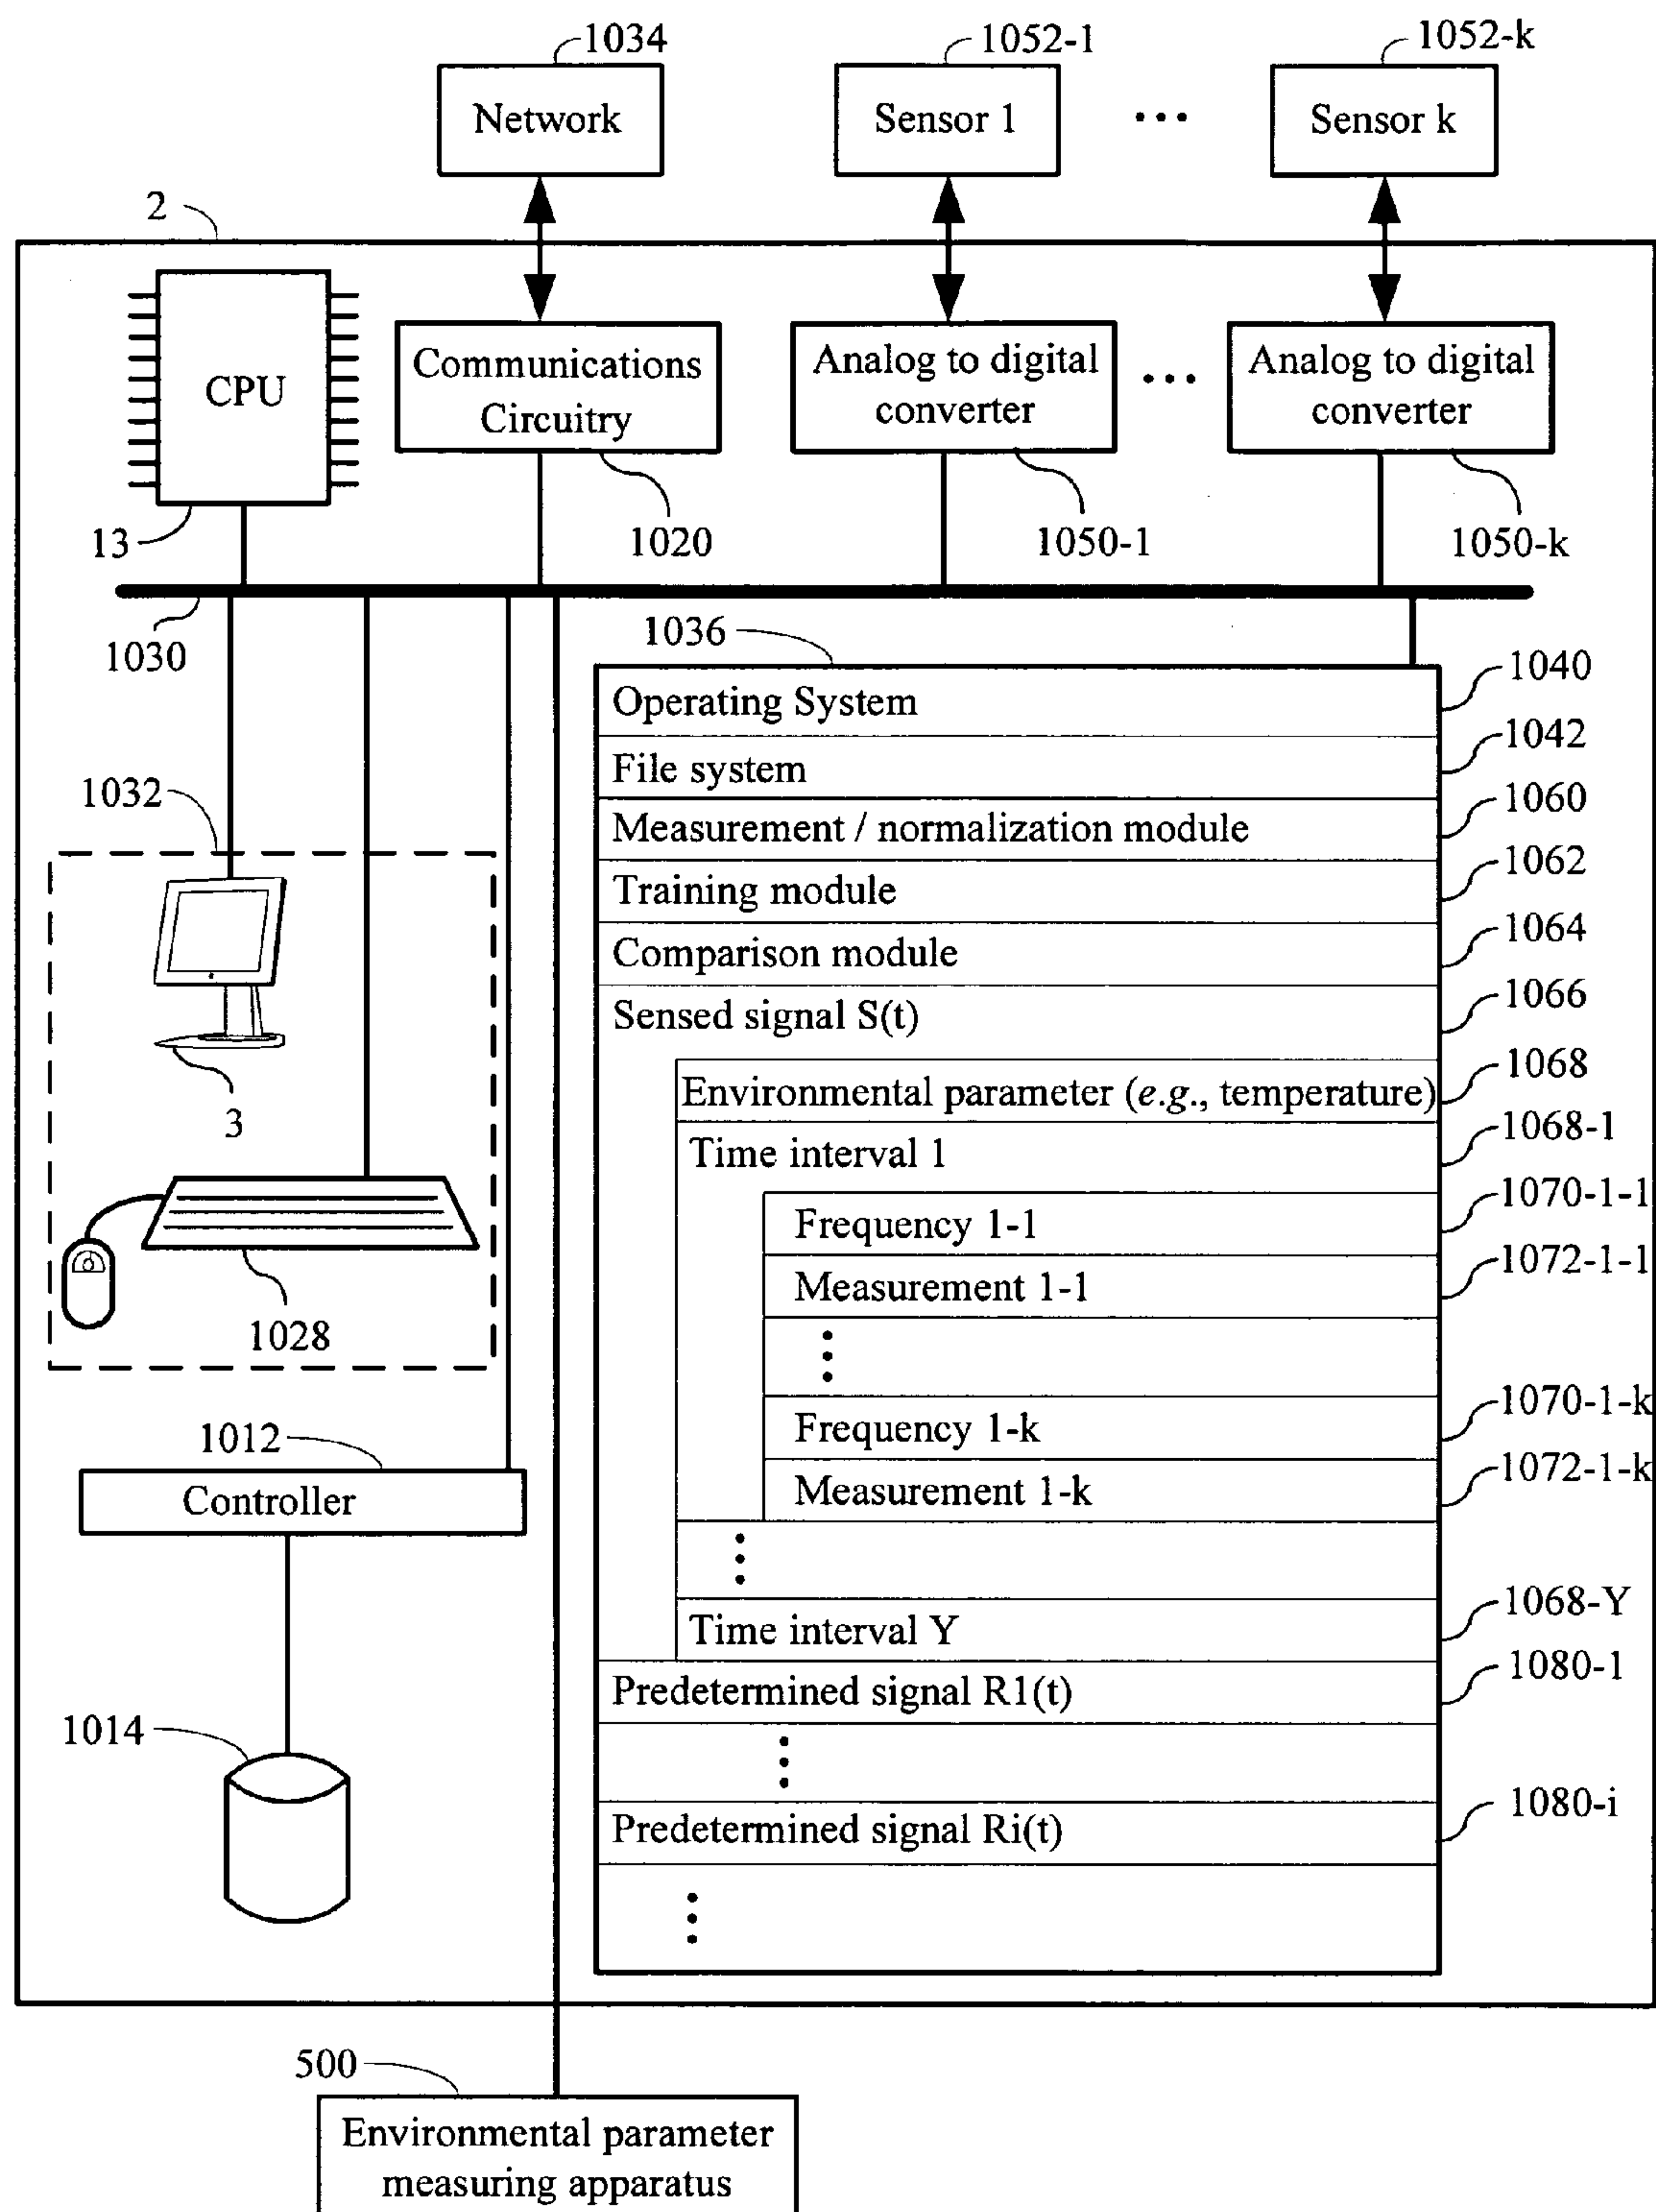 1034
1052-1
1052-k
Network
Sensor 1
...
Sensor k
2
CPU
Communications
Circuitry
Analog to digital
converter
...
Analog to digital
converter
13
1020
1050-1
1050-k
1030
1036
1040
Operating System
1042
File system
1032
1060
Measurement / normalization module
1062
Training module
1064
Comparison module
1066
Sensed signal S(t)
1068
Environmental parameter (e.g., temperature)
3
1068-1
Time interval 1
1070-1-1
Frequency 1-1
1072-1-1
Measurement 1-1
1028
1070-1-k
Frequency 1-k
1012
1072-1-k
Controller
Measurement 1-k
1068-Y
Time interval Y
1080-1
Predetermined signal R1(t)
1014
1080-i
Predetermined signal Ri(t)
500
Environmental parameter
measuring apparatus